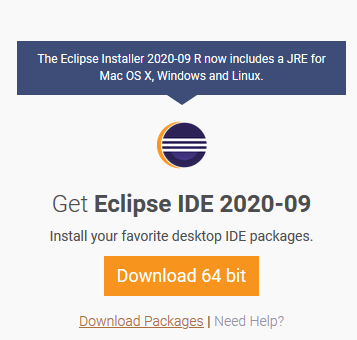 The Eclipse Installer 2020-09 R now includes a JRE for
Mac OS X, Windows and Linux.
Get Eclipse IDE 2020-09
Install your favorite desktop IDE packages.
Download 64 bit
Download Packages | Need Help?